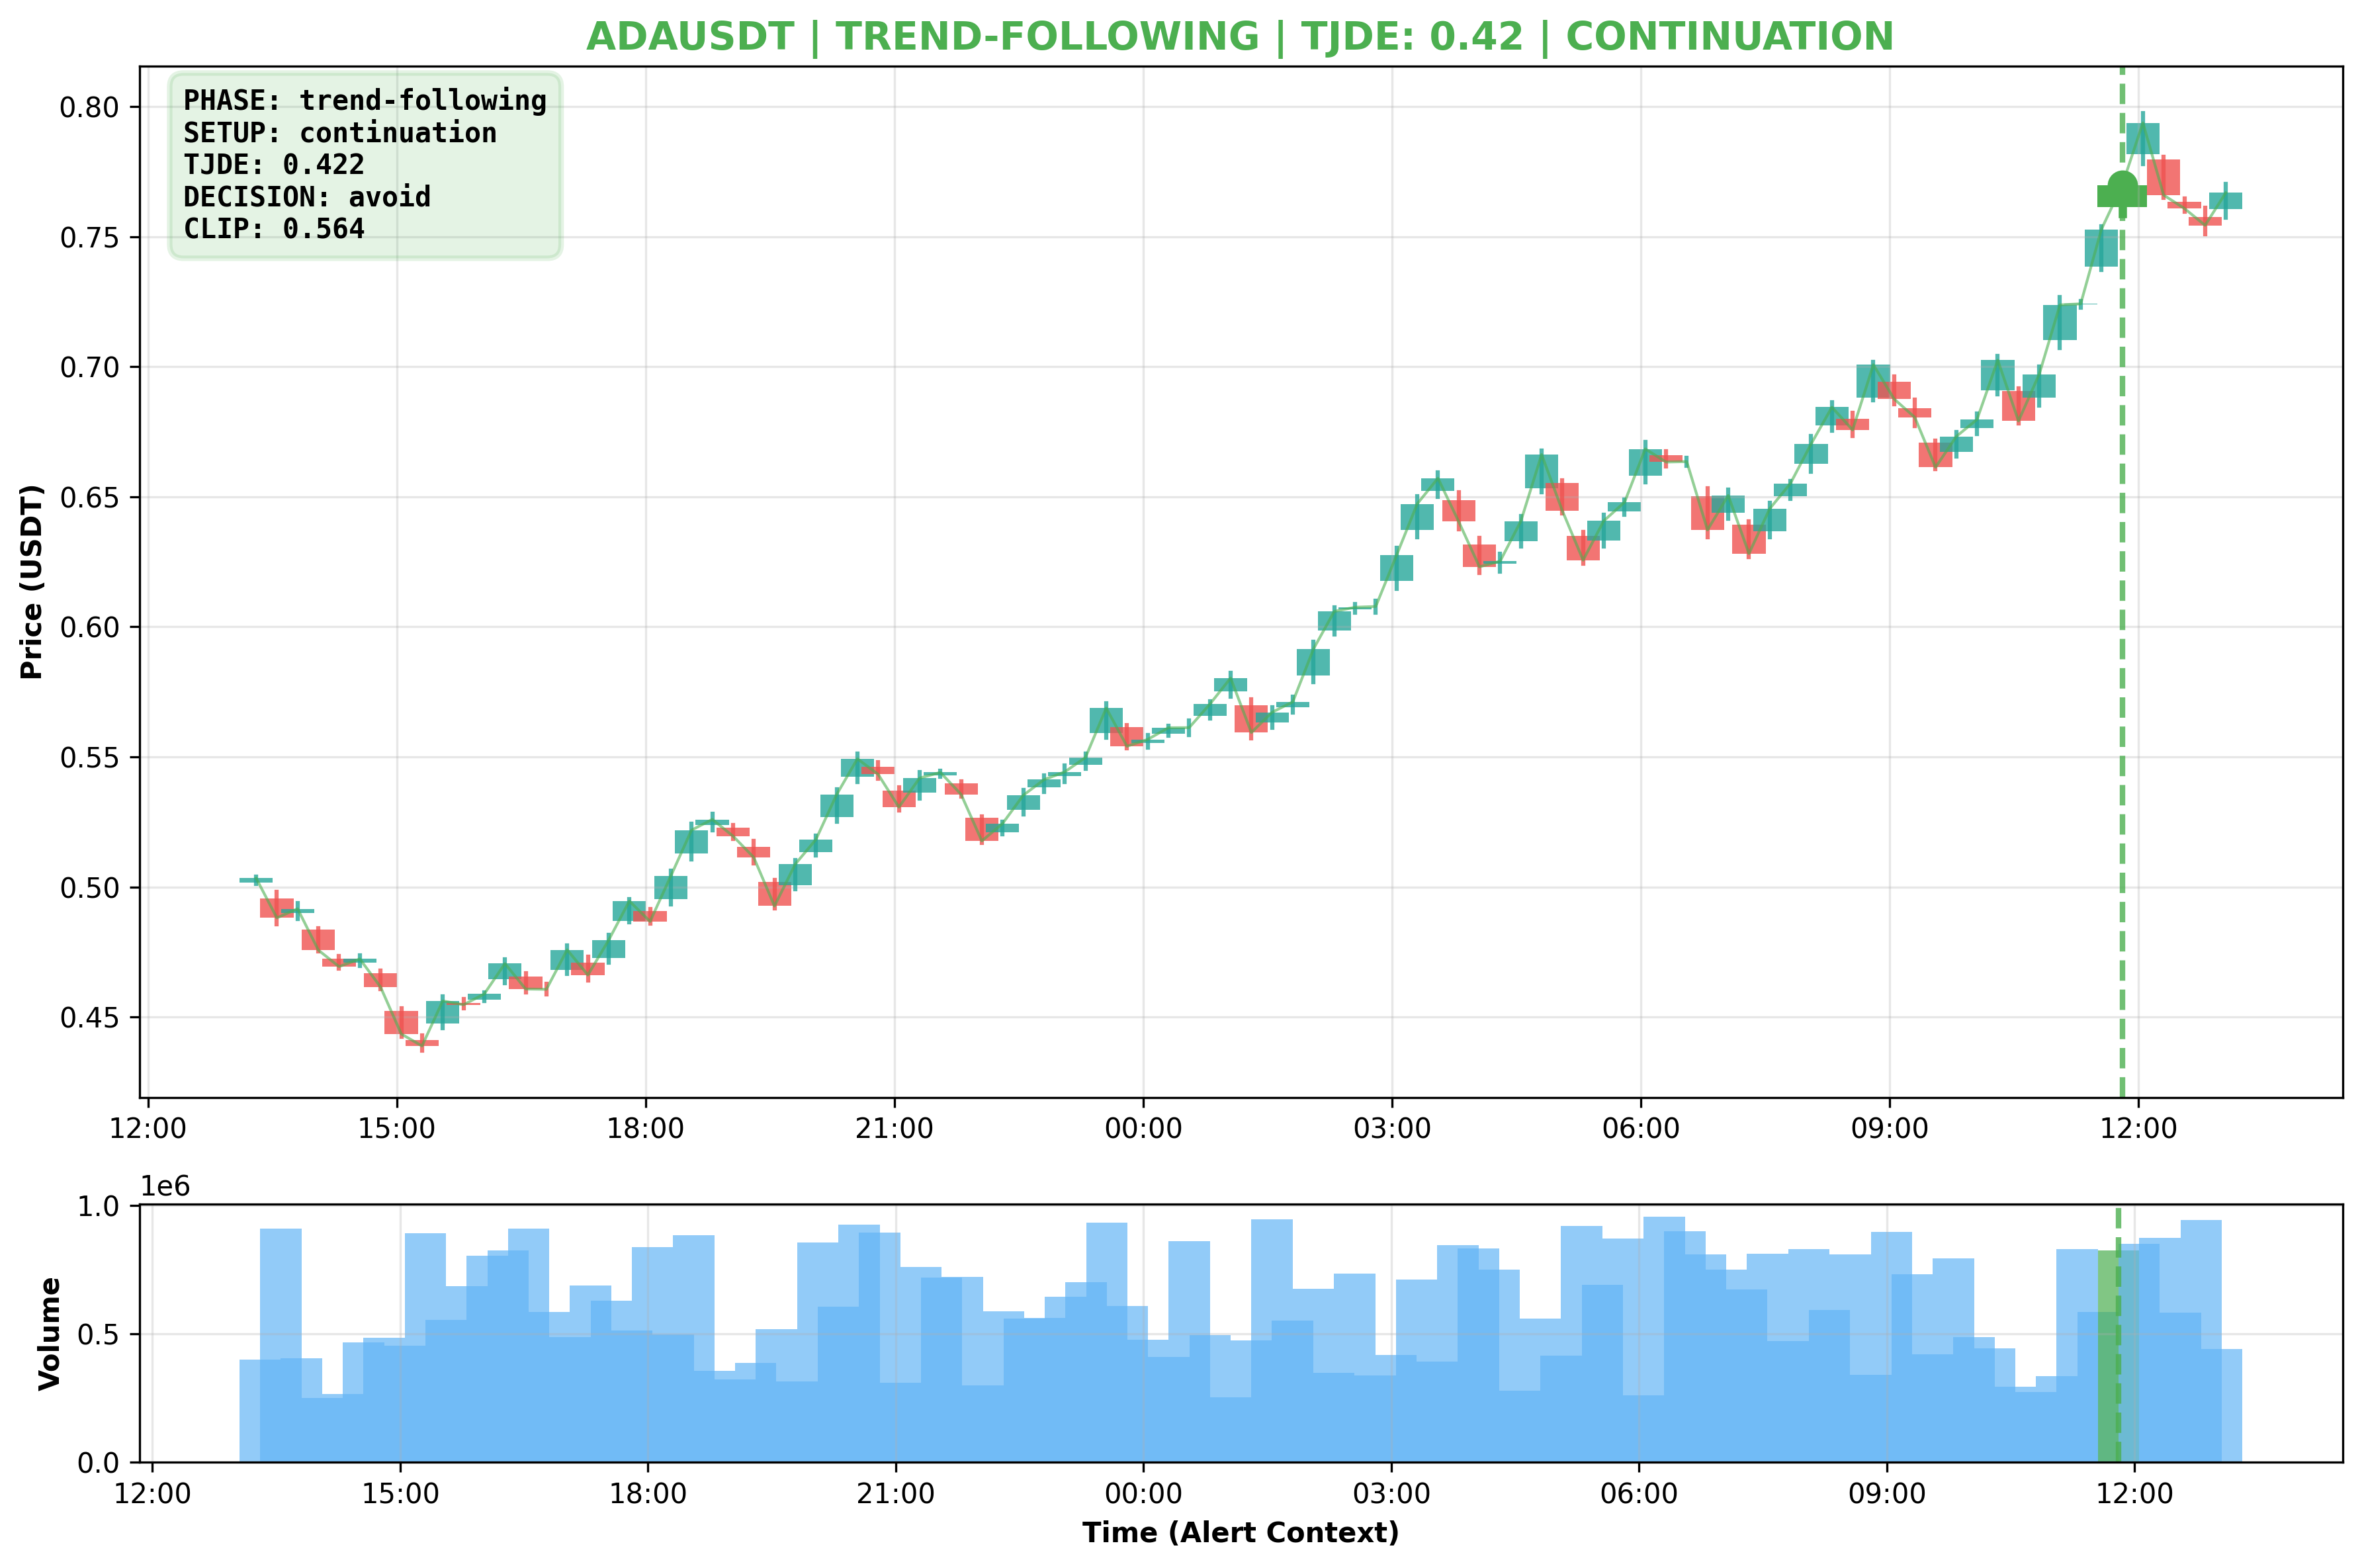 ADAUSDT | TREND-FOLLOWING | TJDE: 0.42 | CONTINUATION
PHASE: trend-following
SETUP: continuation
TJDE: 0.422
DECISION: avoid
CLIP: 0.564
Price (USDT)
0.80
0.75
0.70
0.65
0.60
0.55
0.50
0.45
12:00 15:00 18:00 21:00 00:00 03:00 06:00 09:00 12:00
1e6
Volume
1.0
0.5
0.0
12:00 15:00 18:00 21:00 00:00 03:00 06:00 09:00 12:00
Time (Alert Context)